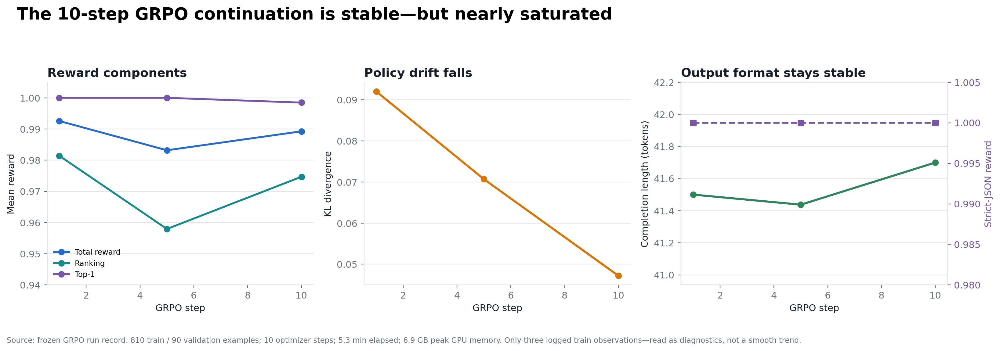 The 10-step GRPO continuation is stable—but nearly saturated
Reward components
Mean reward
1.00
0.99
0.98
0.97
0.96
0.95
0.94
Total reward
Ranking
Top-1
2 4 6 8 10
GRPO step
Policy drift falls
KL divergence
0.09
0.08
0.07
0.06
0.05
2 4 6 8 10
GRPO step
Output format stays stable
Completion length (tokens)
42.2
42.0
41.8
41.6
41.4
41.2
41.0
1.005
1.000
0.995
0.990
0.985
0.980
Strict-JSON reward
2 4 6 8 10
GRPO step
Source: frozen GRPO run record. 810 train / 90 validation examples; 10 optimizer steps; 5.3 min elapsed; 6.9 GB peak GPU memory. Only three logged train observations—read as diagnostics, not a smooth trend.